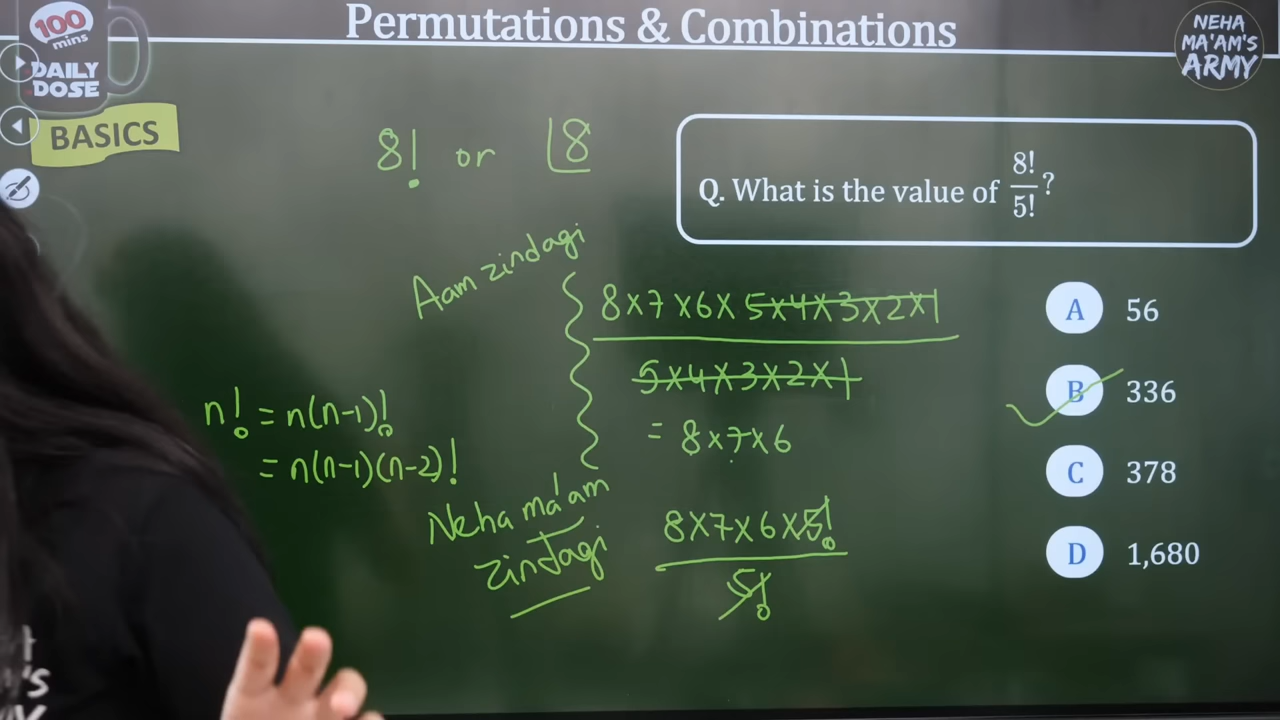 Permutations & Combinations
100
mins
DAILY
DOSE
NEHA
MA'AM'S
ARMY
BASICS
8! or |8
Q. What is the value of 8!/5!?
Aam zindagi
8×7×6×5×4×3×2×1
5×4×3×2×1
= 8×7×6
n! = n(n-1)!
= n(n-1)(n-2)!
Neha ma'am
zindagi
8×7×6×5!
5!
A 56
B 336
C 378
D 1,680